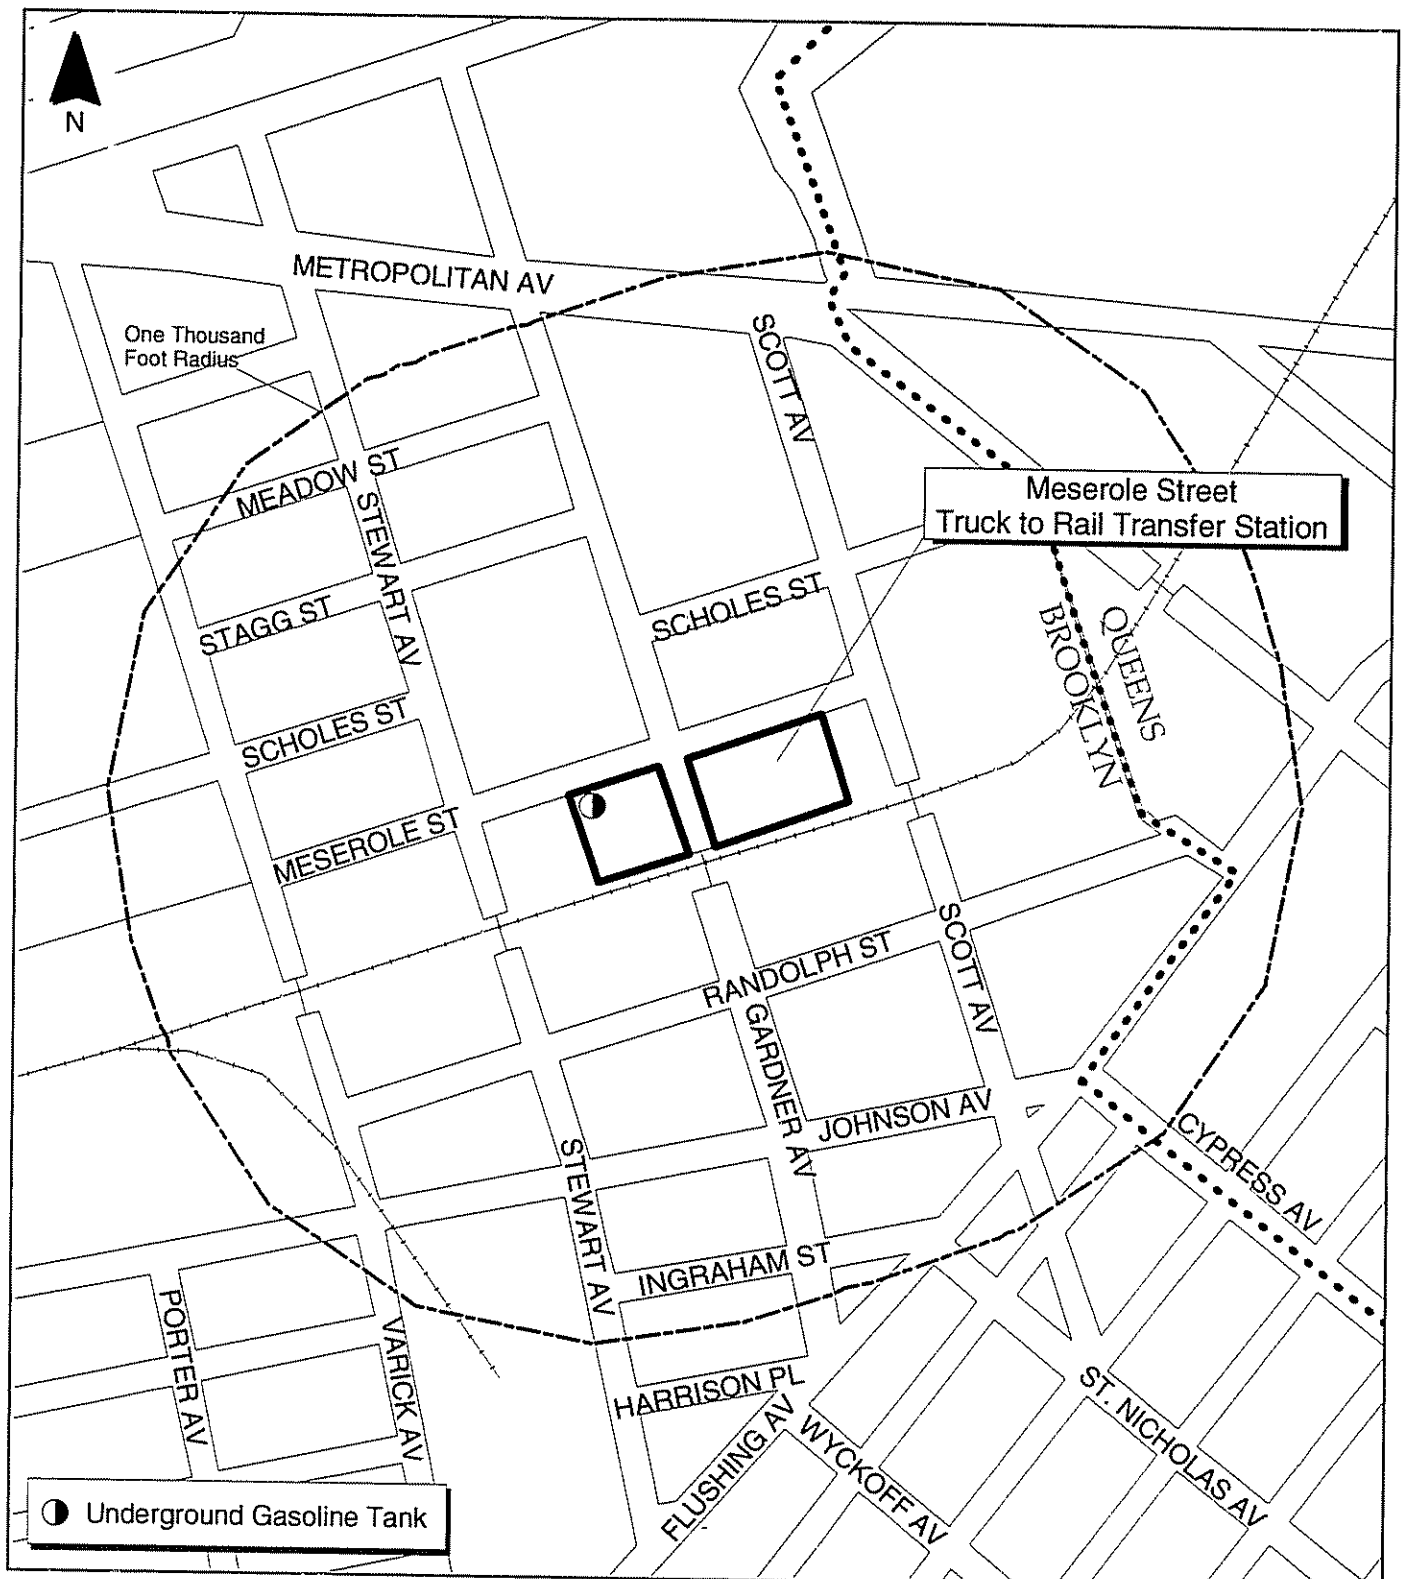 N
METROPOLITAN AV
One Thousand
Foot Radius
SCOTT AV
MEADOW ST
STEWART AV
Meserole Street
Truck to Rail Transfer Station
STAGG ST
SCHOLES ST
QUEENS
BROOKLYN
SCHOLES ST
MESEROLE ST
RANDOLPH ST
SCOTT AV
GARDNER AV
JOHNSON AV
CYPRESS AV
STEWART AV
INGRAHAM ST
PORTER AV
VARICK AV
HARRISON PL
FLUSHING AV
WYCKOFF AV
ST. NICHOLAS AV
Underground Gasoline Tank